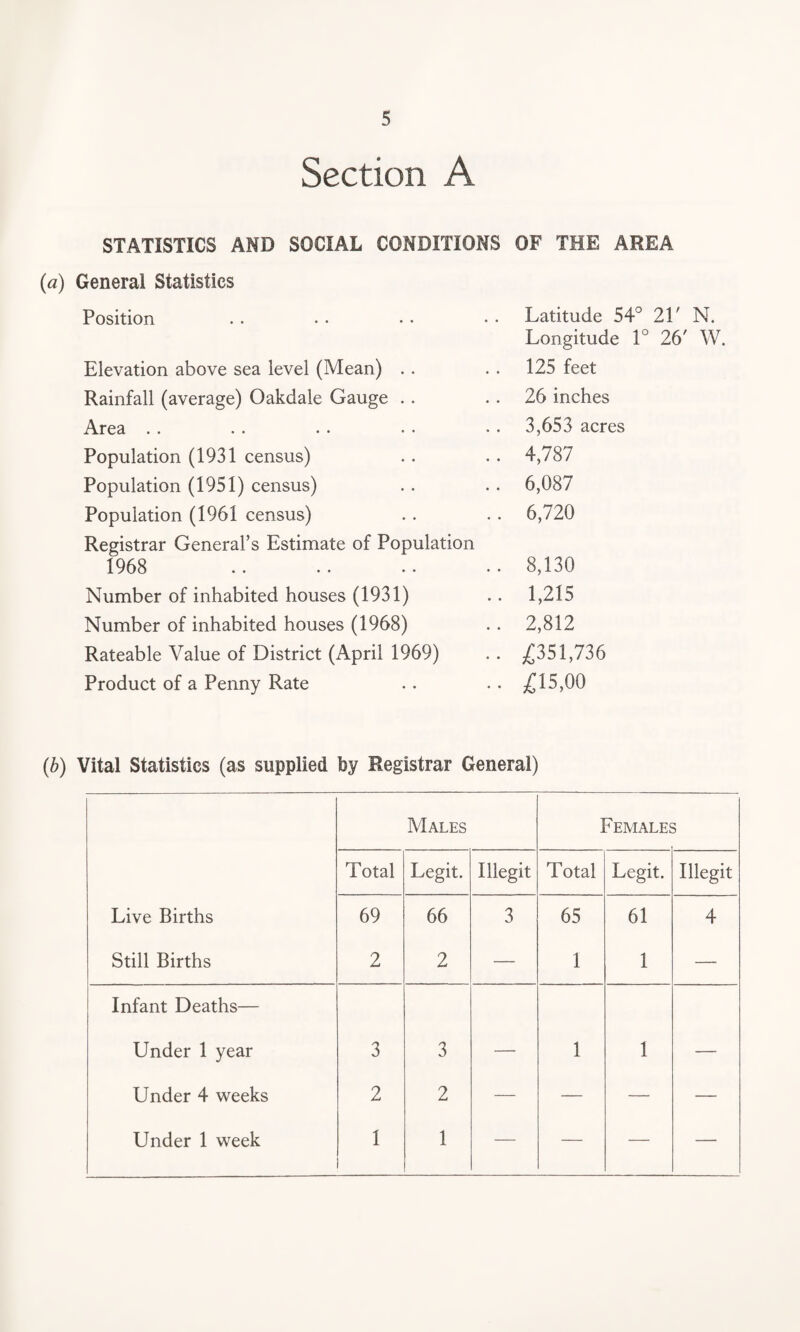 5
Section A
STATISTICS AND SOCIAL CONDITIONS OF THE AREA
(a) General Statistics
Position .. .. .. .. Latitude 54° 21′ N.
Longitude 1° 26′ W.
Elevation above sea level (Mean) .. .. 125 feet
Rainfall (average) Oakdale Gauge .. .. 26 inches
Area .. .. .. .. .. 3,653 acres
Population (1931 census) .. .. 4,787
Population (1951) census) .. .. 6,087
Population (1961 census) .. .. 6,720
Registrar General's Estimate of Population
1968 .. .. .. .. 8,130
Number of inhabited houses (1931) .. 1,215
Number of inhabited houses (1968) .. 2,812
Rateable Value of District (April 1969) .. £351,736
Product of a Penny Rate .. .. £15,00
(b) Vital Statistics (as supplied by Registrar General)
MALES FEMALES
Total Legit. Illegit Total Legit. Illegit
Live Births 69 66 3 65 61 4
Still Births 2 2 — 1 1 —
Infant Deaths—
Under 1 year 3 3 — 1 1 —
Under 4 weeks 2 2 — — — —
Under 1 week 1 1 — — — —